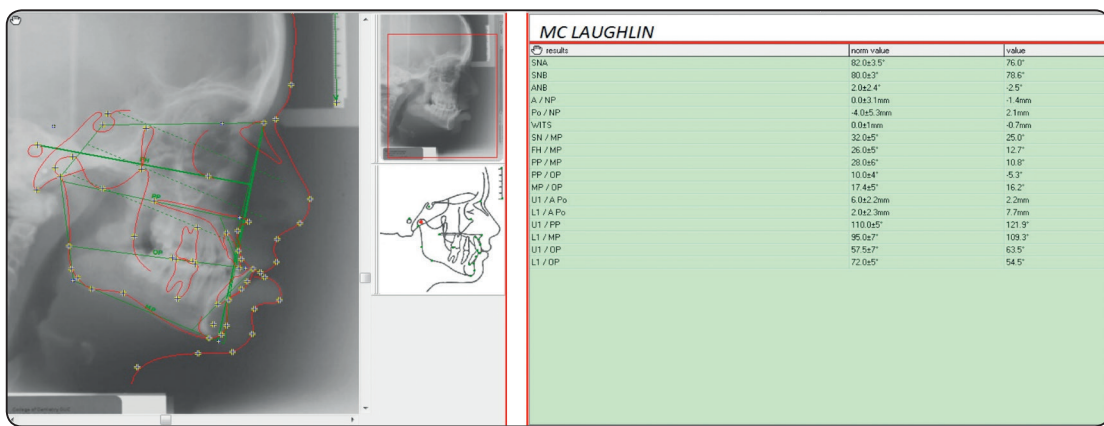 MC LAUGHLIN
results norm value value
SNA 82.0±3.5° 76.0°
SNB 80.0±3° 78.6°
ANB 2.0±2.4° -2.5°
A / NP 0.0±3.1mm -1.4mm
Po / NP -4.0±5.3mm 2.1mm
WITS 0.0±1mm -0.7mm
SN / MP 32.0±5° 25.0°
FH / MP 26.0±5° 12.7°
PP / MP 28.0±6° 10.8°
PP / OP 10.0±4° -5.3°
MP / OP 17.4±5° 16.2°
U1 / A Po 6.0±2.2mm 2.2mm
L1 / A Po 2.0±2.3mm 7.7mm
U1 / PP 110.0±5° 121.9°
L1 / MP 95.0±7° 109.3°
U1 / OP 57.5±7° 63.5°
L1 / OP 72.0±5° 54.5°